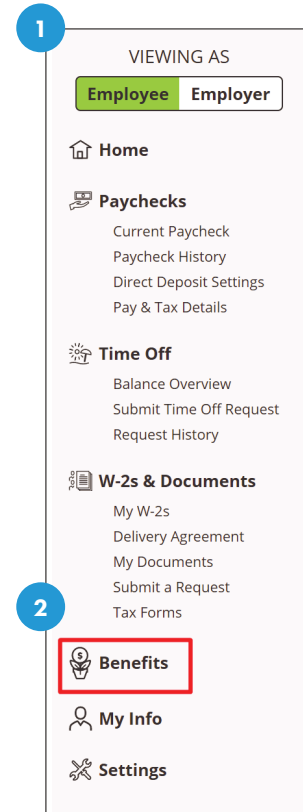 1
VIEWING AS
Employee Employer
Home
Paychecks
Current Paycheck
Paycheck History
Direct Deposit Settings
Pay & Tax Details
Time Off
Balance Overview
Submit Time Off Request
Request History
W-2s & Documents
My W-2s
Delivery Agreement
My Documents
Submit a Request
Tax Forms
2
$ Benefits
My Info
Settings